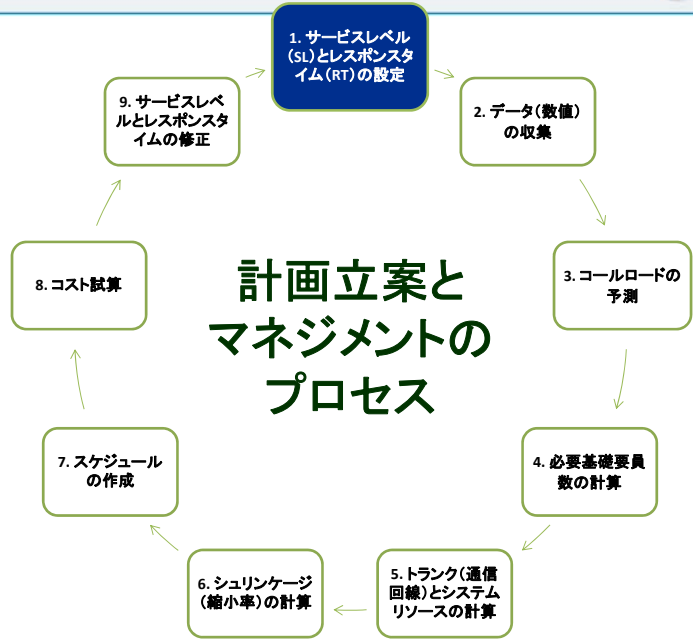 1. サービスレベル
（SL）とレスポンスタ
イム（RT）の設定
2. データ（数値）
の収集
3. コールロードの
予測
4. 必要基礎要員
数の計算
5. トランク（通信
回線）とシステム
リソースの計算
6. シュリンケージ
（縮小率）の計算
7. スケジュール
の作成
8. コスト試算
9. サービスレベ
ルとレスポンスタ
イムの修正
計画立案と
マネジメントの
プロセス